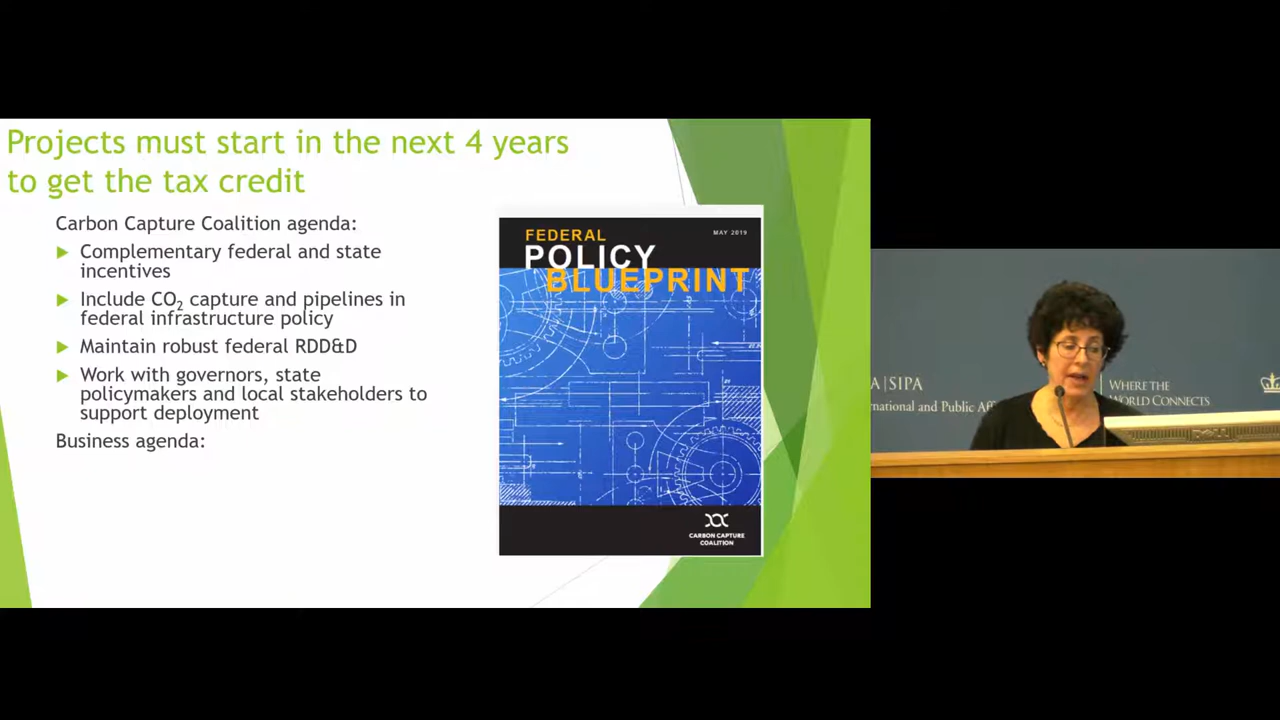 Projects must start in the next 4 years
to get the tax credit
Carbon Capture Coalition agenda:
Complementary federal and state
incentives
Include CO₂ capture and pipelines in
federal infrastructure policy
Maintain robust federal RDD&D
Work with governors, state
policymakers and local stakeholders to
support deployment
Business agenda:
MAY 2019
FEDERAL
POLICY
BLUEPRINT
CARBON CAPTURE
COALITION
A|SIPA
WHERE THE
WORLD CONNECTS
DELL